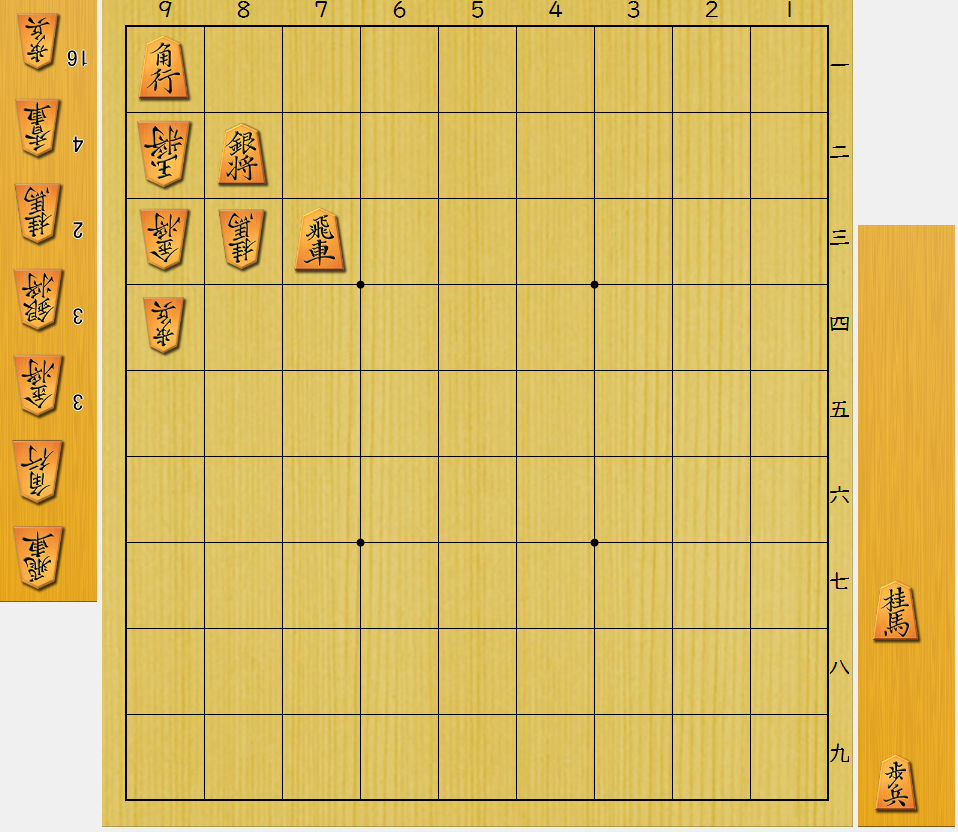 9 8 7 6 5 4 3 2 1
歩兵 16
香車 4
桂馬 2
銀将 3
金将 3
角行
飛車
角行 一
玉将 銀将 二
金将 桂馬 飛車 三
歩兵 四
五
六
七
八
九
桂馬
歩兵